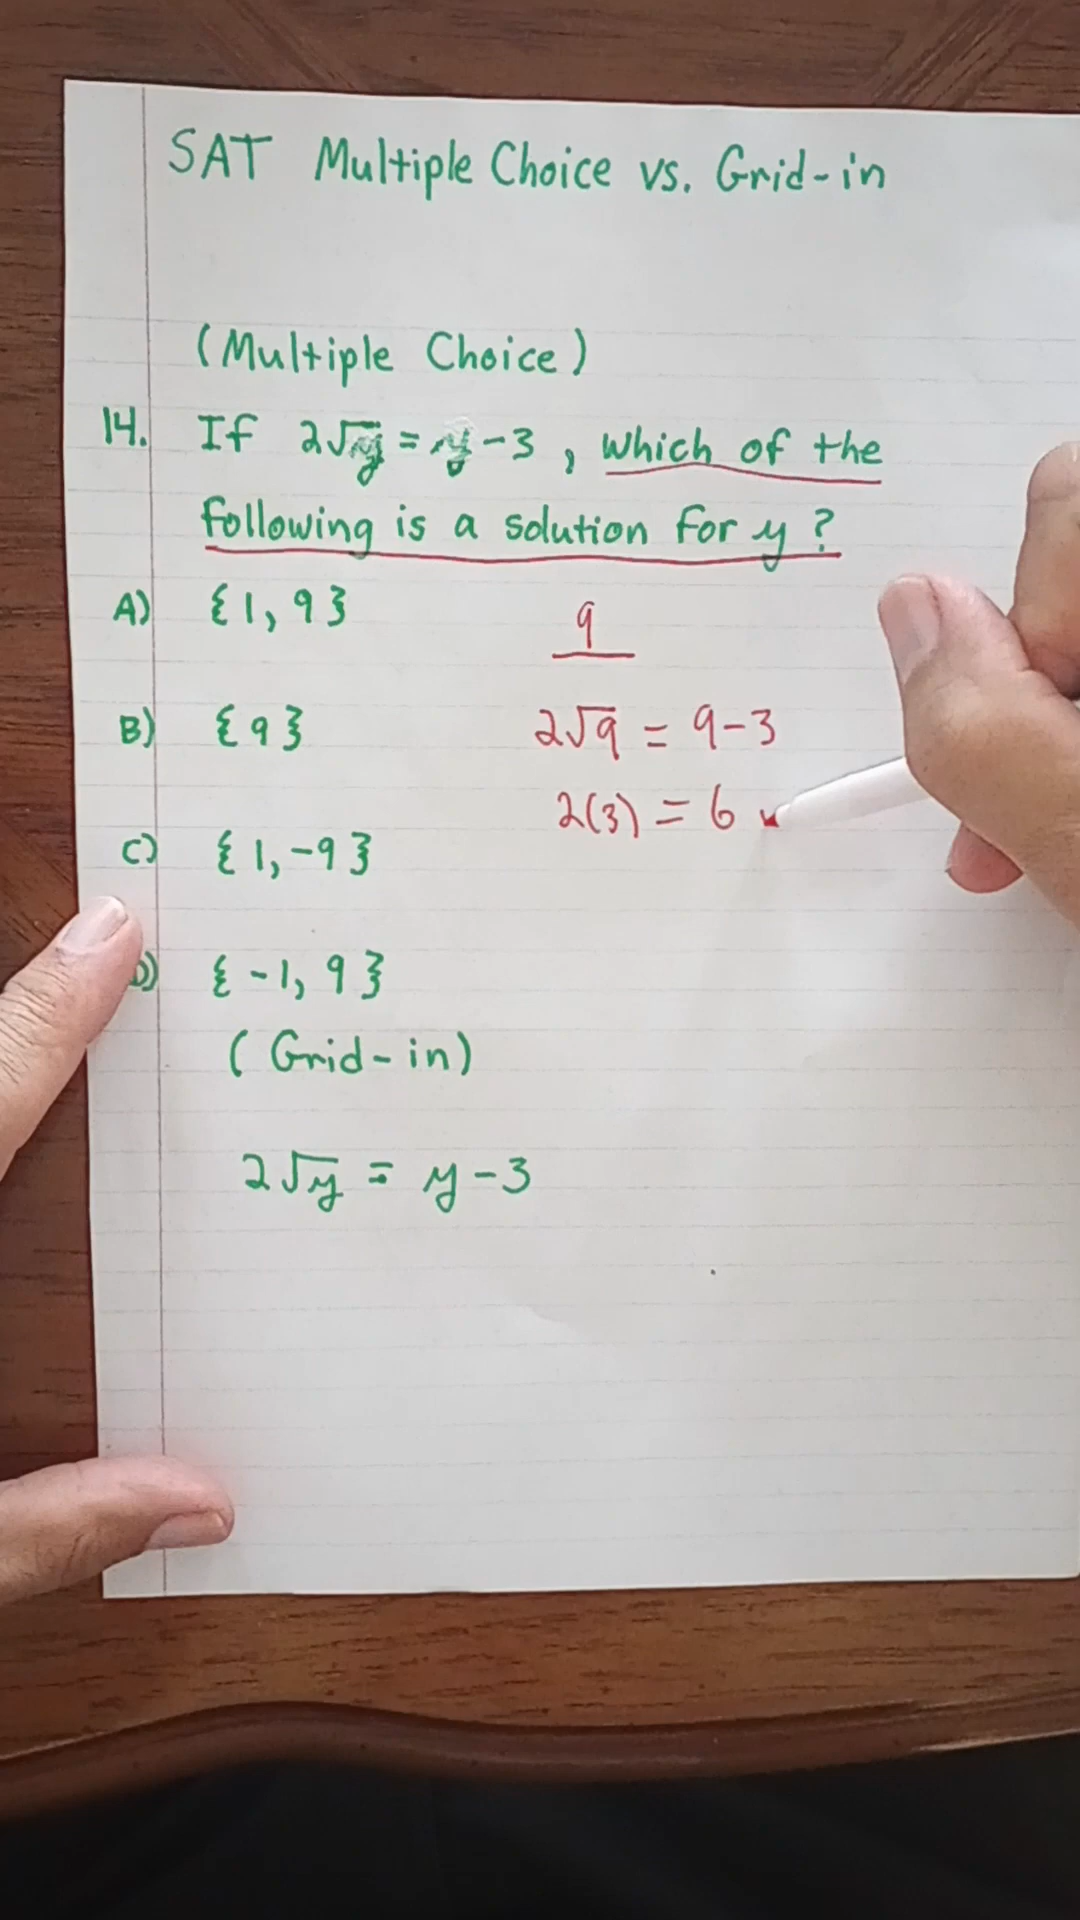 SAT Multiple Choice vs. Grid-in
(Multiple Choice)
14. If 2√y = y - 3, which of the
following is a solution for y?
A) {1, 9}
9
B) {9}
2√9 = 9 - 3
2(3) = 6
C) {1, -9}
D) {-1, 9}
(Grid-in)
2√y = y - 3